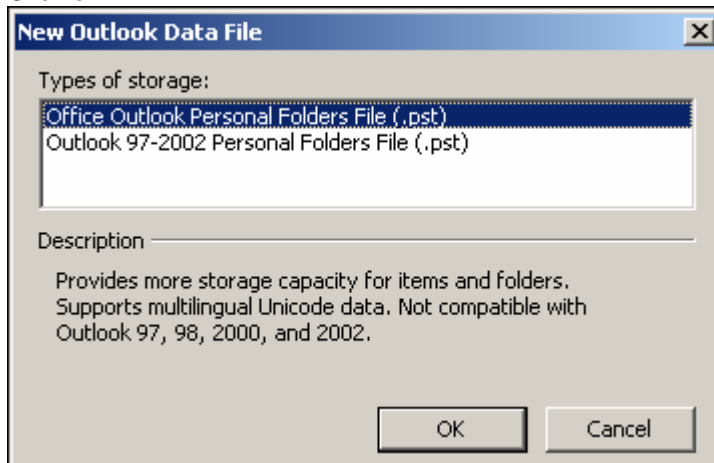 New Outlook Data File
Types of storage:
Office Outlook Personal Folders File (.pst)
Outlook 97-2002 Personal Folders File (.pst)
Description
Provides more storage capacity for items and folders.
Supports multilingual Unicode data. Not compatible with
Outlook 97, 98, 2000, and 2002.
OK
Cancel